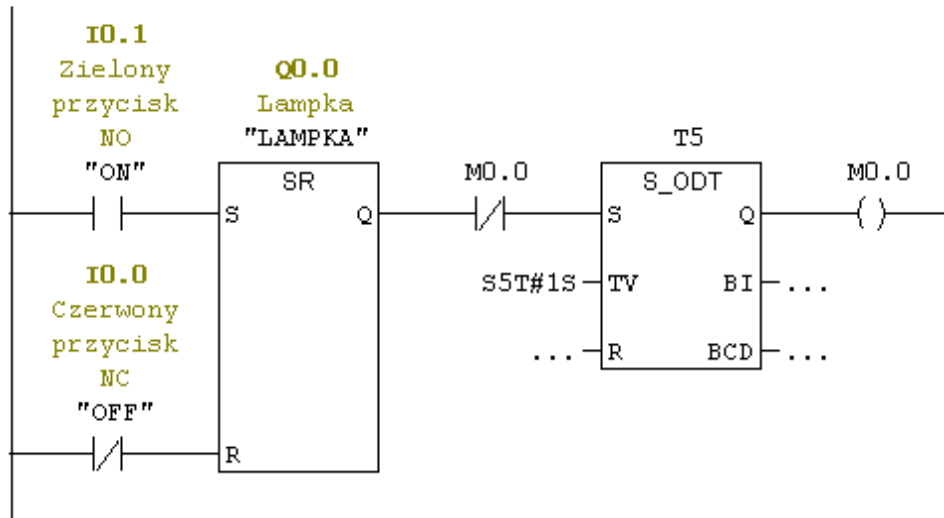 I0.1
Zielony
przycisk
NO
"ON"
Q0.0
Lampka
"LAMPKA"
SR
S
Q
R
I0.0
Czerwony
przycisk
NC
"OFF"
M0.0
T5
S_ODT
S
Q
S5T#1S
TV
BI
...
...
R
BCD
...
M0.0